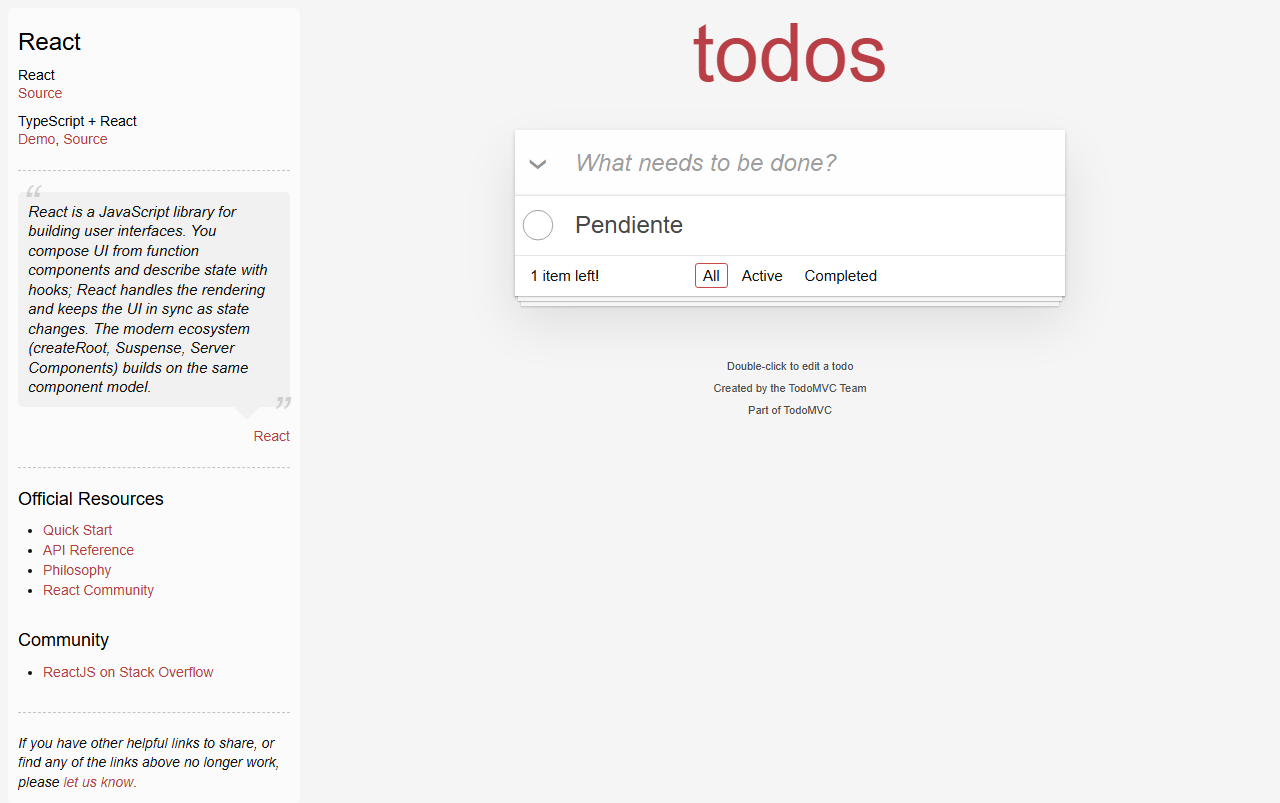 React
React
Source
TypeScript + React
Demo, Source
“
React is a JavaScript library for
building user interfaces. You
compose UI from function
components and describe state with
hooks; React handles the rendering
and keeps the UI in sync as state
changes. The modern ecosystem
(createRoot, Suspense, Server
Components) builds on the same
component model.
”
React
Official Resources
• Quick Start
• API Reference
• Philosophy
• React Community
Community
• ReactJS on Stack Overflow
If you have other helpful links to share, or
find any of the links above no longer work,
please let us know.
todos
What needs to be done?
Pendiente
1 item left! All Active Completed
Double-click to edit a todo
Created by the TodoMVC Team
Part of TodoMVC